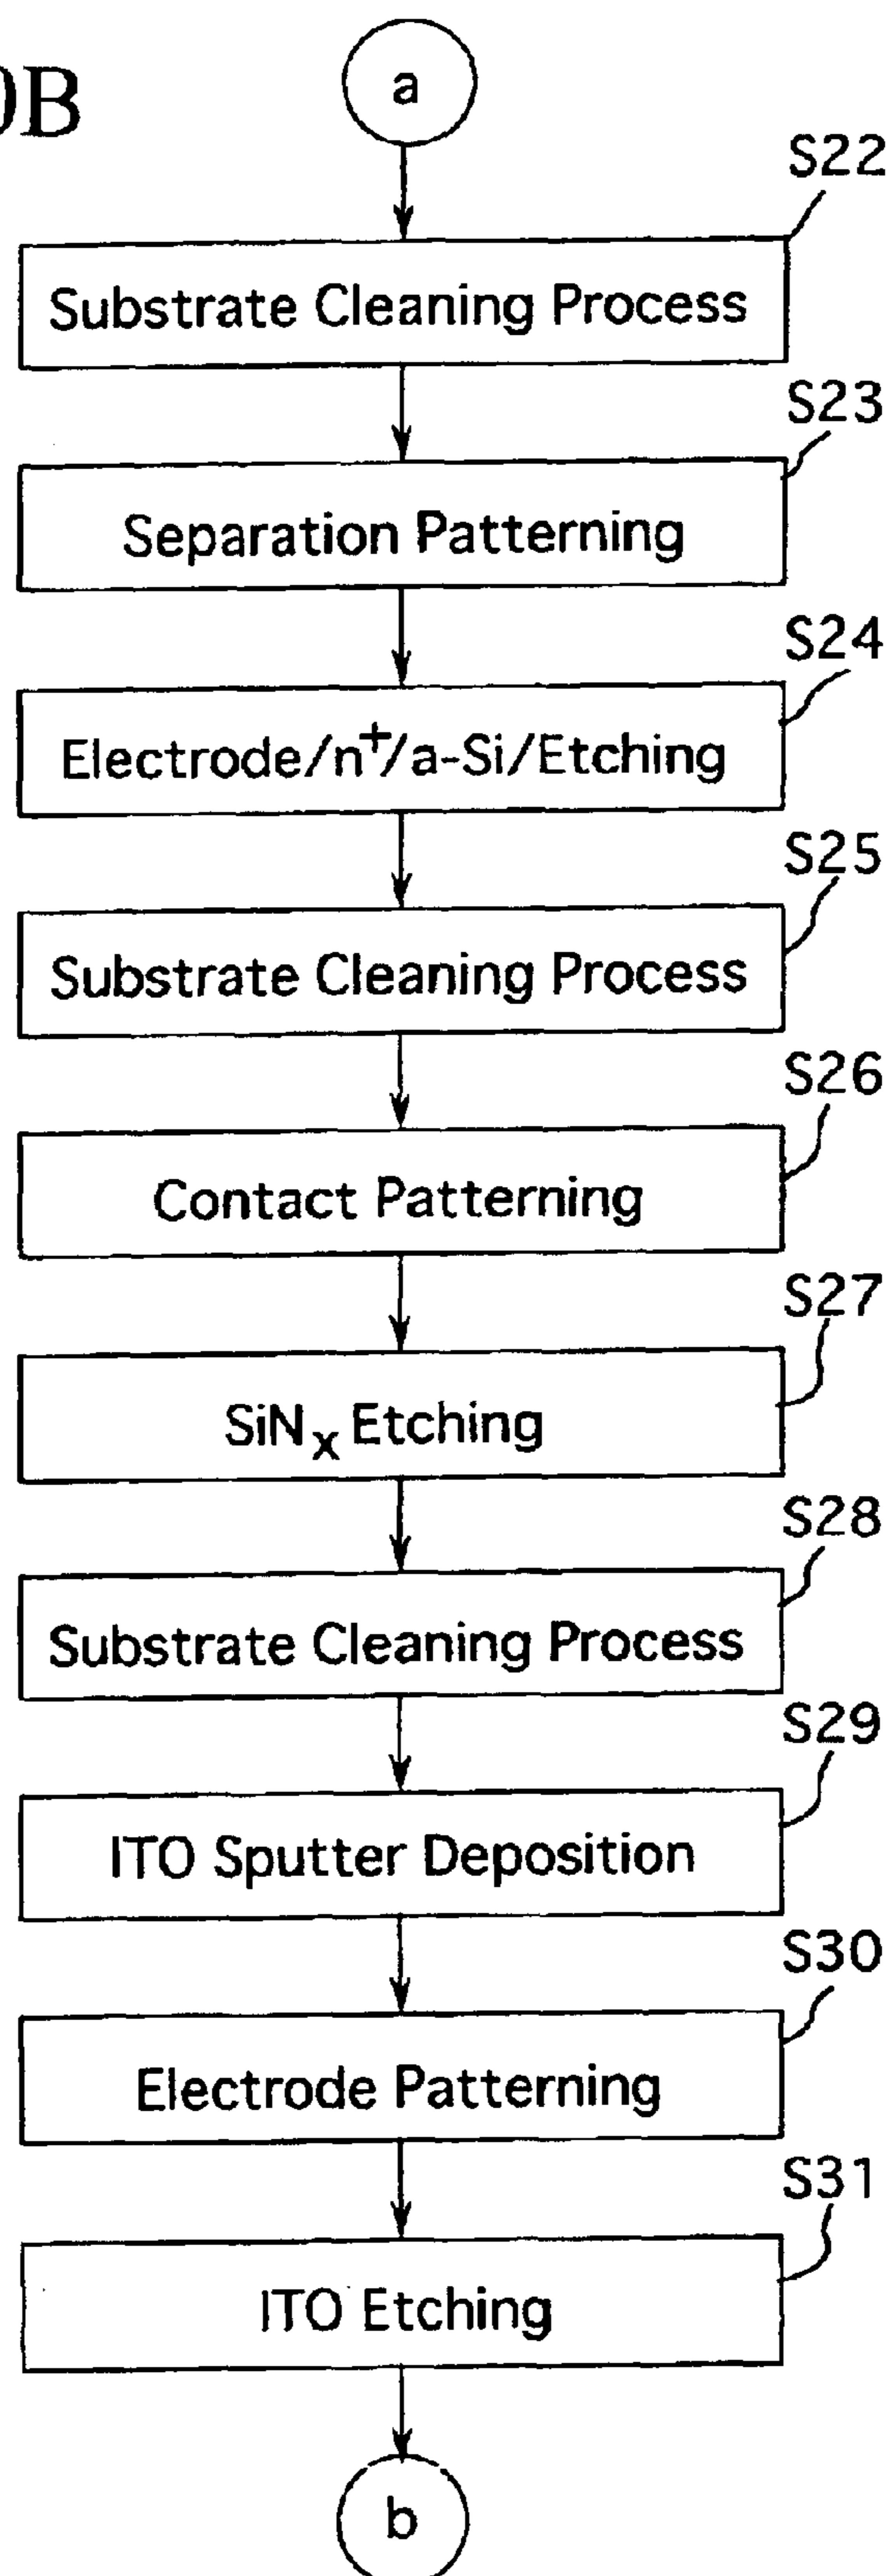 0B
a
S22
Substrate Cleaning Process
S23
Separation Patterning
S24
Electrode/n⁺/a-Si/Etching
S25
Substrate Cleaning Process
S26
Contact Patterning
S27
SiNₓ Etching
S28
Substrate Cleaning Process
S29
ITO Sputter Deposition
S30
Electrode Patterning
S31
ITO Etching
b